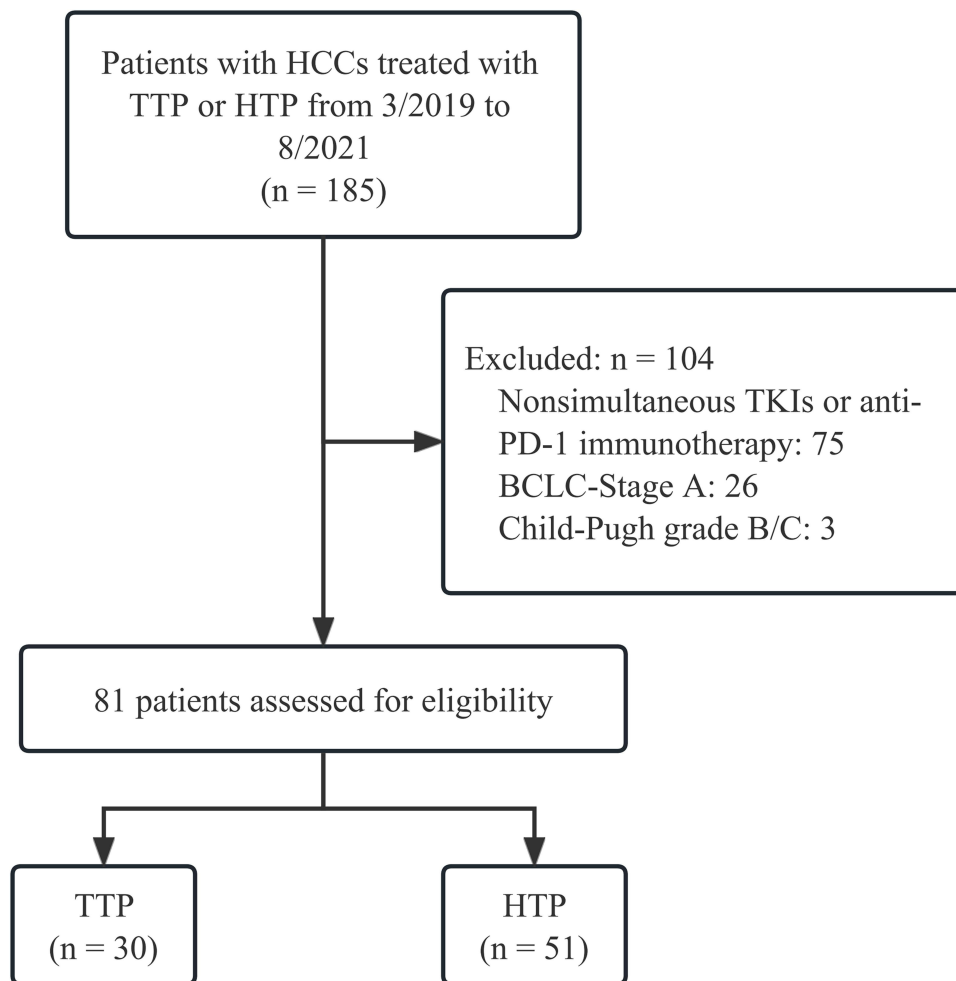 Patients with HCCs treated with
TTP or HTP from 3/2019 to
8/2021
(n = 185)
Excluded: n = 104
Nonsimultaneous TKIs or anti-
PD-1 immunotherapy: 75
BCLC-Stage A: 26
Child-Pugh grade B/C: 3
81 patients assessed for eligibility
TTP
(n = 30)
HTP
(n = 51)